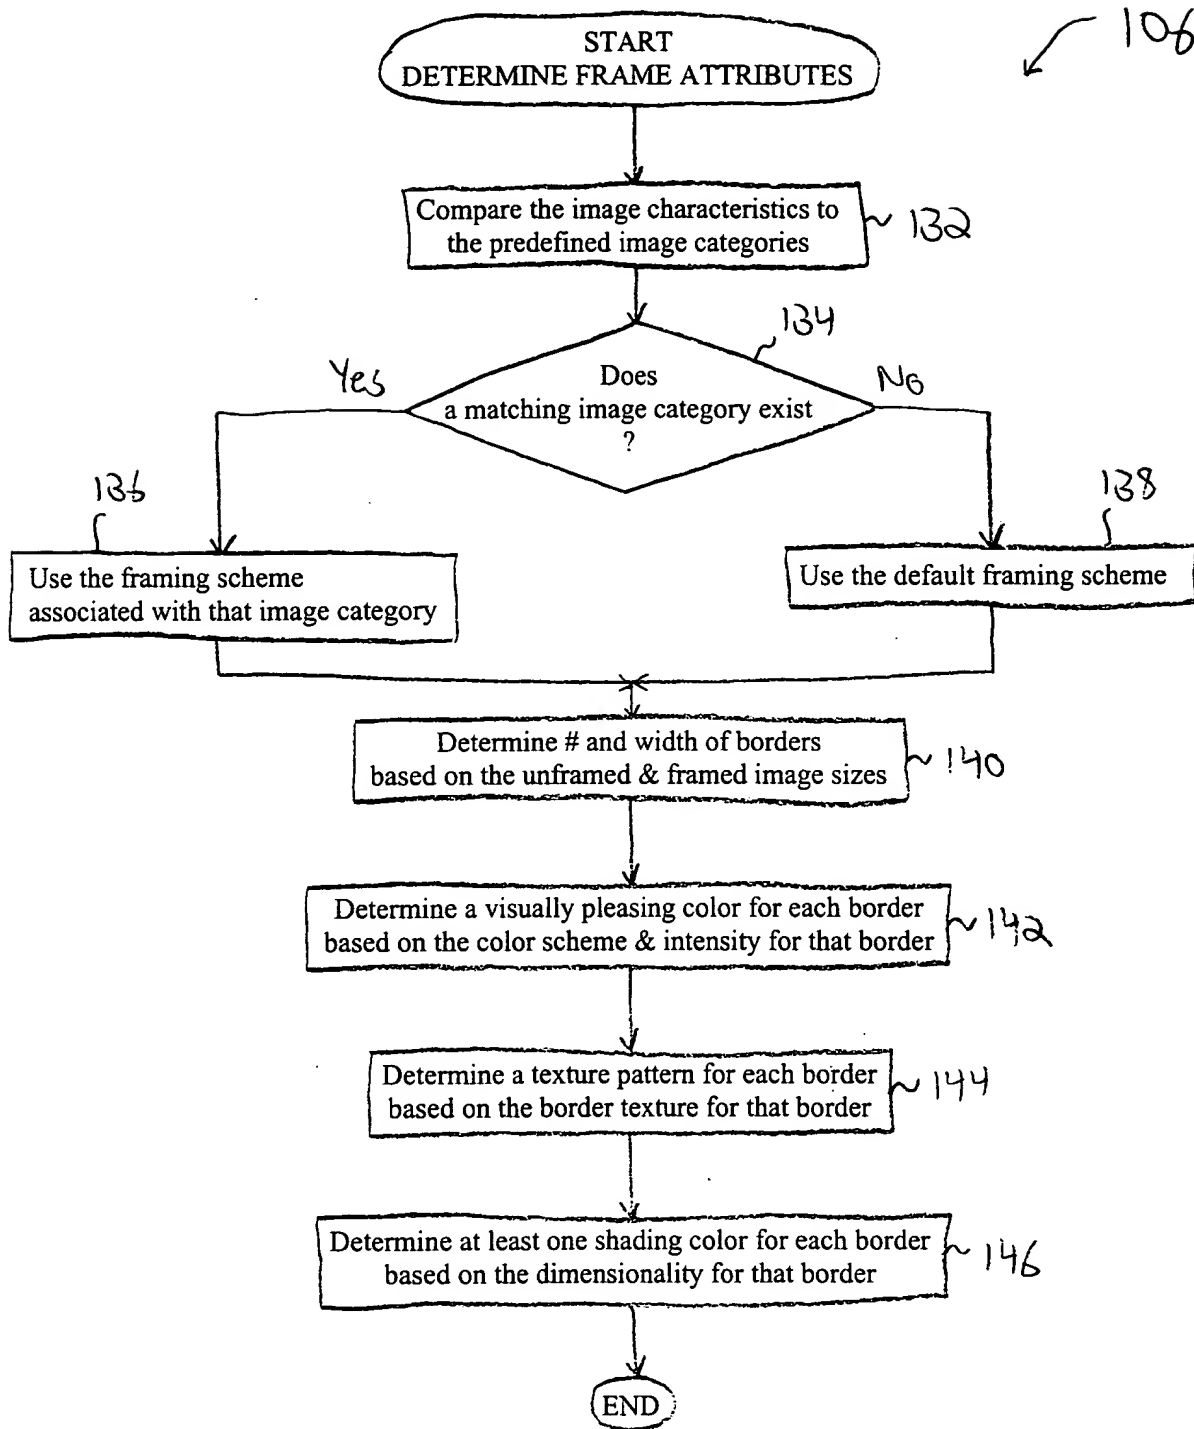 106
START
DETERMINE FRAME ATTRIBUTES
Compare the image characteristics to
the predefined image categories
132
134
Yes
Does
a matching image category exist
?
No
136
138
Use the framing scheme
associated with that image category
Use the default framing scheme
Determine # and width of borders
based on the unframed & framed image sizes
140
Determine a visually pleasing color for each border
based on the color scheme & intensity for that border
142
Determine a texture pattern for each border
based on the border texture for that border
144
Determine at least one shading color for each border
based on the dimensionality for that border
146
END